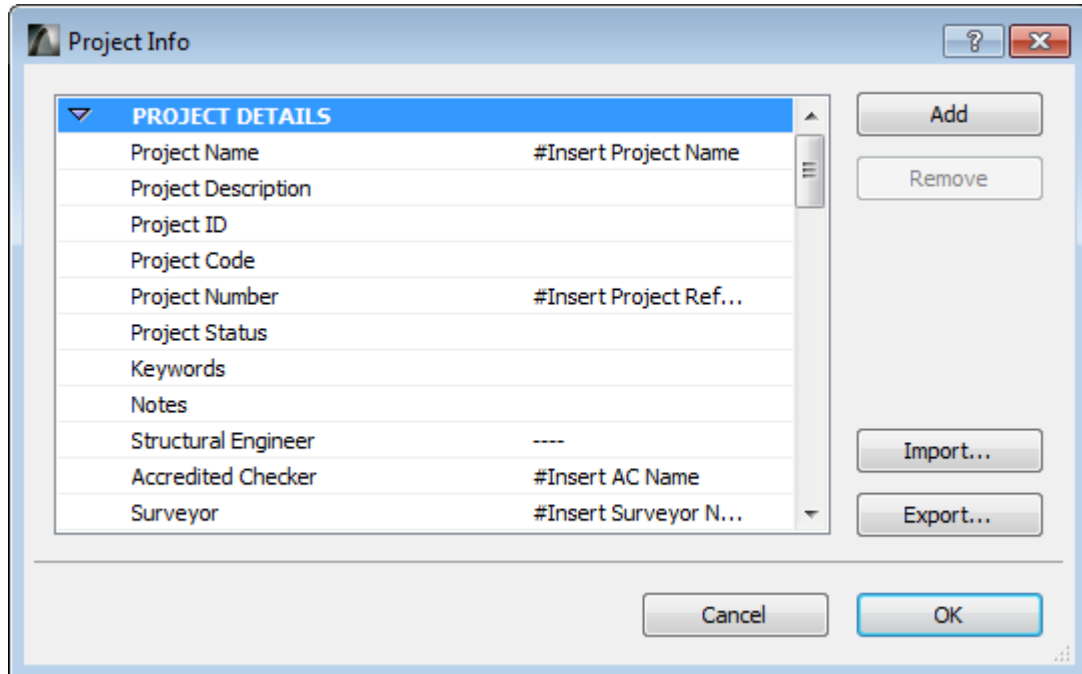 Project Info
PROJECT DETAILS
Project Name #Insert Project Name
Project Description
Project ID
Project Code
Project Number #Insert Project Ref...
Project Status
Keywords
Notes
Structural Engineer ----
Accredited Checker #Insert AC Name
Surveyor #Insert Surveyor N...
Add
Remove
Import...
Export...
Cancel
OK